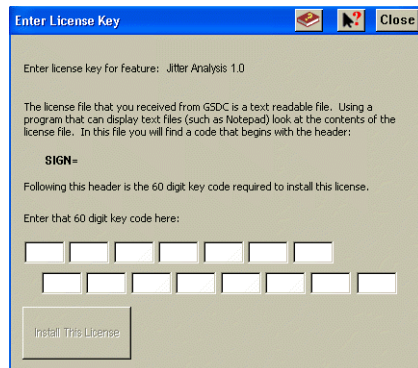 Enter License Key
?
Close
Enter license key for feature: Jitter Analysis 1.0
The license file that you received from GSDC is a text readable file. Using a
program that can display text files (such as Notepad) look at the contents of the
license file. In this file you will find a code that begins with the header:
SIGN=
Following this header is the 60 digit key code required to install this license.
Enter that 60 digit key code here:
Install This License